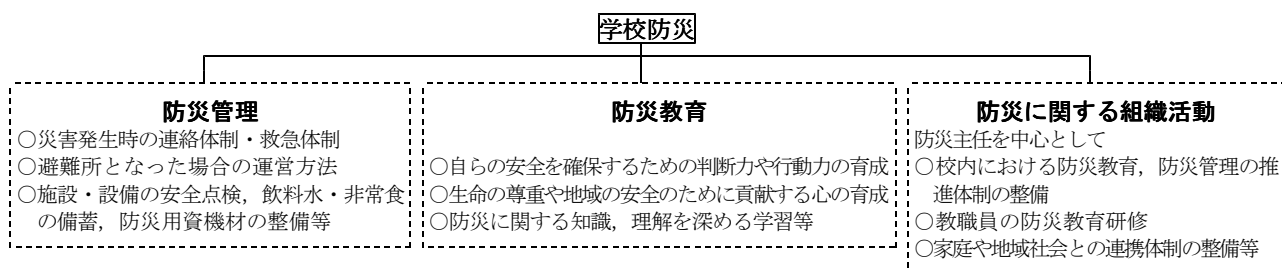 学校防災
防災管理
○災害発生時の連絡体制・救急体制
○避難所となった場合の運営方法
○施設・設備の安全点検，飲料水・非常食
の備蓄，防災用資機材の整備等
防災教育
○自らの安全を確保するための判断力や行動力の育成
○生命の尊重や地域の安全のために貢献する心の育成
○防災に関する知識，理解を深める学習等
防災に関する組織活動
防災主任を中心として
○校内における防災教育，防災管理の推
進体制の整備
○教職員の防災教育研修
○家庭や地域社会との連携体制の整備等